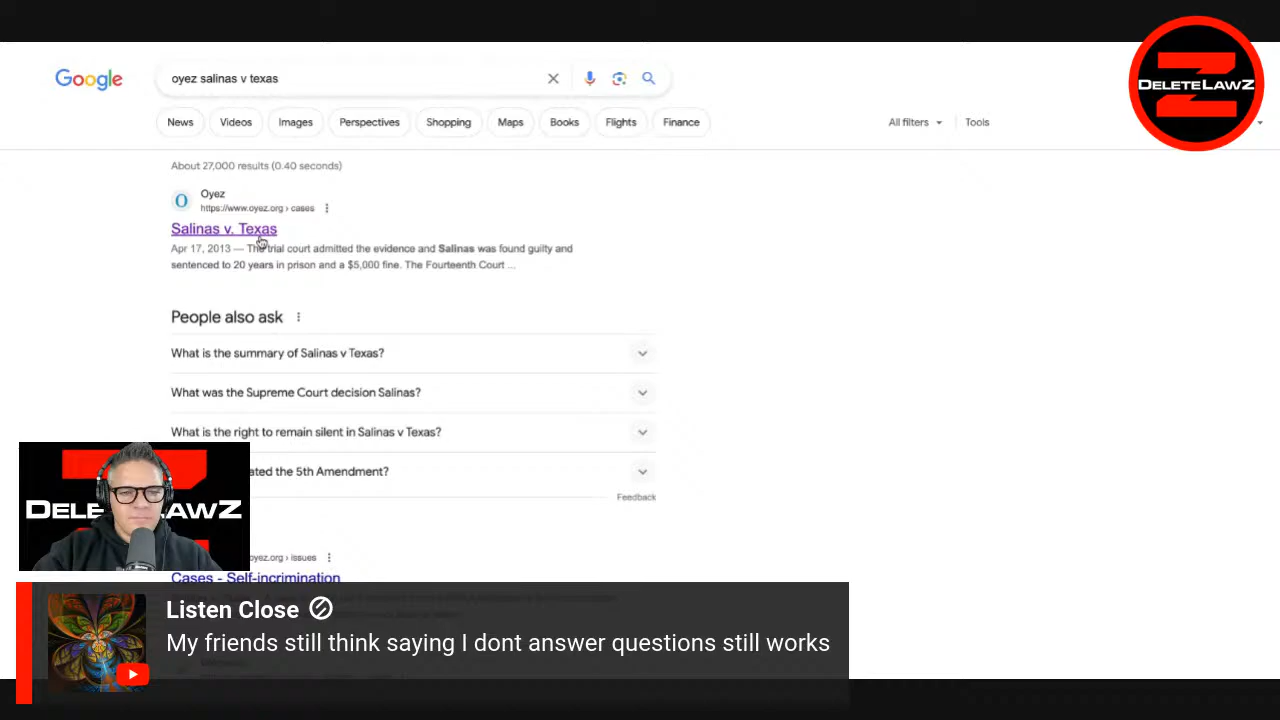 Google
oyez salinas v texas
News Videos Images Perspectives Shopping Maps Books Flights Finance All filters Tools
DELETELAWZ
About 27,000 results (0.40 seconds)
Oyez
https://www.oyez.org › cases
Salinas v. Texas
Apr 17, 2013 — The trial court admitted the evidence and Salinas was found guilty and
sentenced to 20 years in prison and a $5,000 fine. The Fourteenth Court ...
People also ask
What is the summary of Salinas v Texas?
What was the Supreme Court decision Salinas?
What is the right to remain silent in Salinas v Texas?
ated the 5th Amendment?
Feedback
DELE LAWZ
oyez.org › issues
Cases - Self-incrimination
Listen Close
My friends still think saying I dont answer questions still works